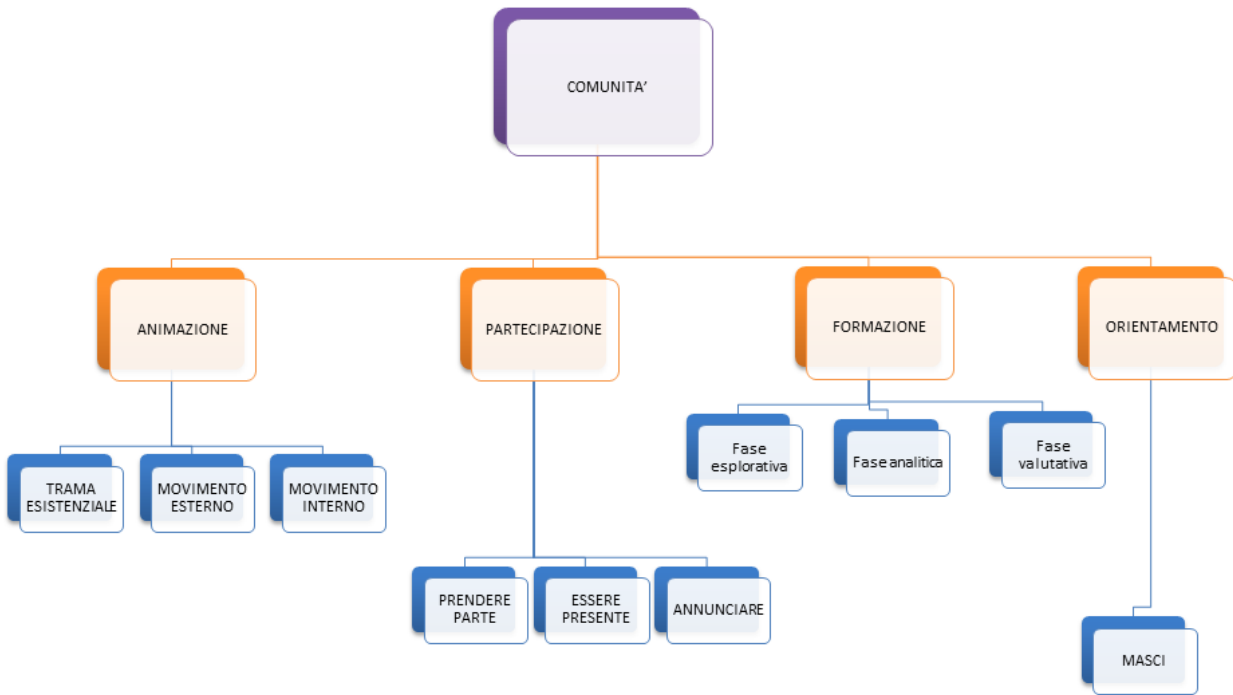 COMUNITA’
ANIMAZIONE
PARTECIPAZIONE
FORMAZIONE
ORIENTAMENTO
Fase
esplorativa
Fase analitica
Fase
valutativa
TRAMA
ESISTENZIALE
MOVIMENTO
ESTERNO
MOVIMENTO
INTERNO
PRENDERE
PARTE
ESSERE
PRESENTE
ANNUNCIARE
MASCI